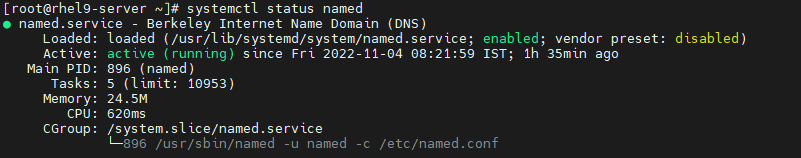 [root@rhel9-server ~]# systemctl status named
● named.service - Berkeley Internet Name Domain (DNS)
Loaded: loaded (/usr/lib/systemd/system/named.service; enabled; vendor preset: disabled)
Active: active (running) since Fri 2022-11-04 08:21:59 IST; 1h 35min ago
Main PID: 896 (named)
Tasks: 5 (limit: 10953)
Memory: 24.5M
CPU: 620ms
CGroup: /system.slice/named.service
└─896 /usr/sbin/named -u named -c /etc/named.conf